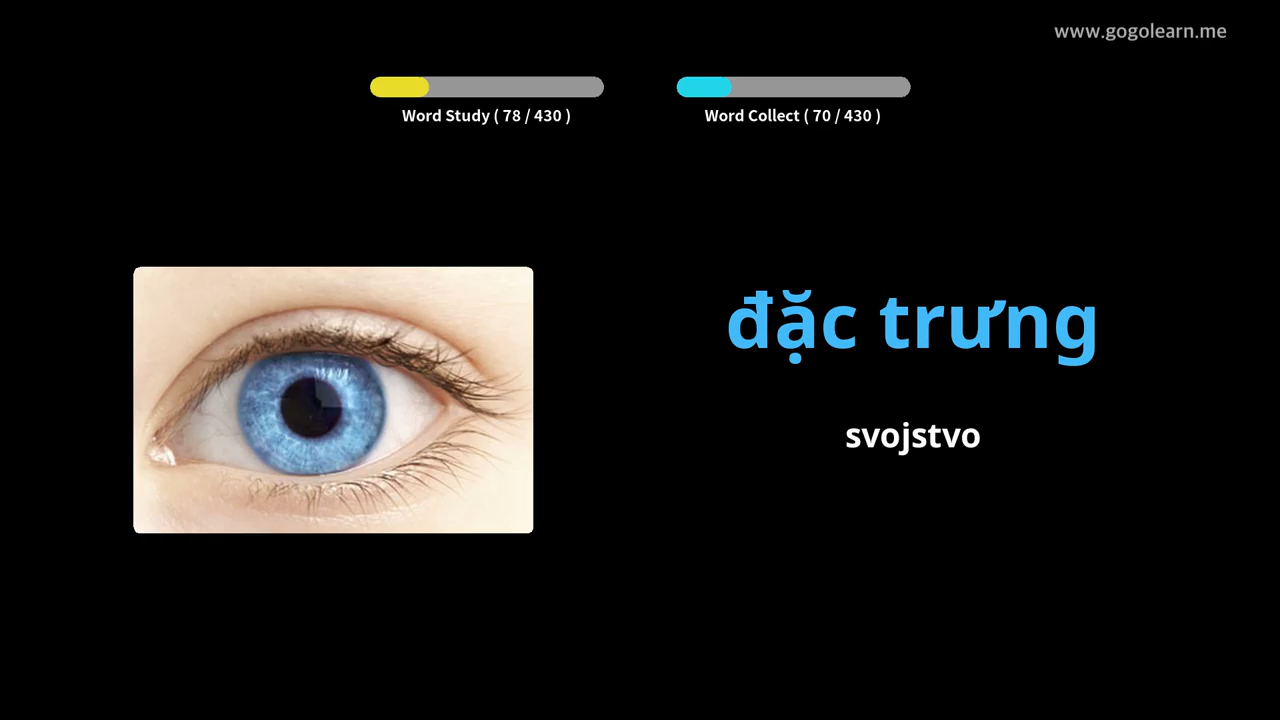 www.gogolearn.me
Word Study ( 78 / 430 )
Word Collect ( 70 / 430 )
đặc trưng
svojstvo